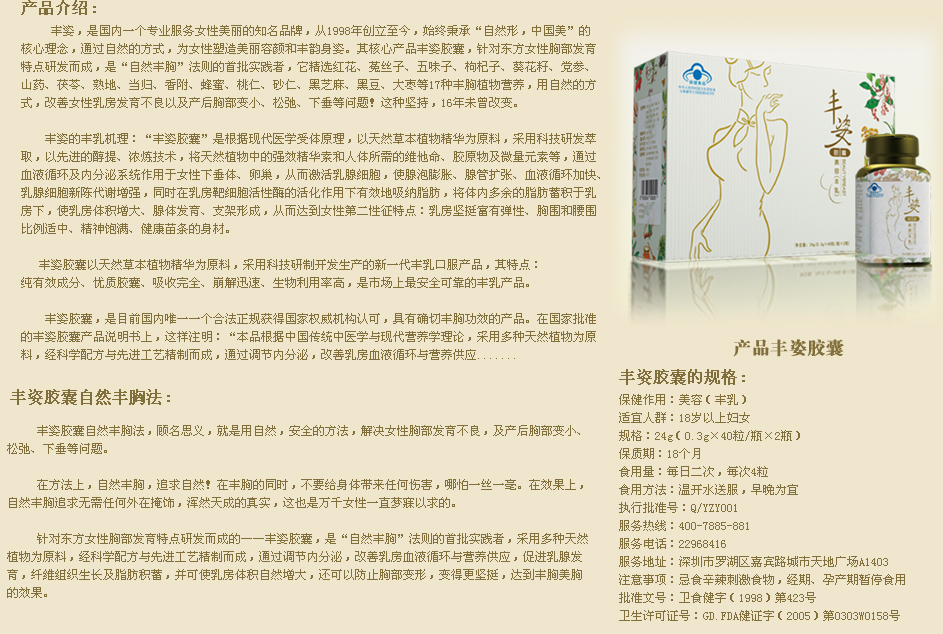 产品介绍：
丰姿，是国内一个专业服务女性美丽的知名品牌，从1998年创立至今，始终秉承“自然形，中国美”的
核心理念，通过自然的方式，为女性塑造美丽容颜和丰韵身姿。其核心产品丰姿胶囊，针对东方女性胸部发育
特点研发而成，是“自然丰胸”法则的首批实践者，它精选红花、菟丝子、五味子、枸杞子、葵花籽、党参、
山药、茯苓、熟地、当归、香附、蜂蜜、桃仁、砂仁、黑芝麻、黑豆、大枣等17种丰胸植物营养，用自然的方
式，改善女性乳房发育不良以及产后胸部变小、松弛、下垂等问题！这种坚持，16年未曾改变。
丰姿的丰乳机理：“丰姿胶囊”是根据现代医学受体原理，以天然草本植物精华为原料，采用科技研发萃
取，以先进的醇提、浓炼技术，将天然植物中的强效精华素和人体所需的维他命、胶原物及微量元素等，通过
血液循环及内分泌系统作用于女性下垂体、卵巢，从而激活乳腺细胞，使腺泡膨胀、腺管扩张、血液循环加快、
乳腺细胞新陈代谢增强，同时在乳房靶细胞活性酶的活化作用下有效地吸纳脂肪，将体内多余的脂肪蓄积于乳
房下，使乳房体积增大、腺体发育、支架形成，从而达到女性第二性征特点：乳房坚挺富有弹性、胸围和腰围
比例适中、精神饱满、健康苗条的身材。
丰姿胶囊以天然草本植物精华为原料，采用科技研制开发生产的新一代丰乳口服产品，其特点：
纯有效成分、优质胶囊、吸收完全、崩解迅速、生物利用率高，是市场上最安全可靠的丰乳产品。
丰姿胶囊，是目前国内唯一一个合法正规获得国家权威机构认可，具有确切丰胸功效的产品。在国家批准
的丰姿胶囊产品说明书上，这样注明：“本品根据中国传统中医学与现代营养学理论，采用多种天然植物为原
料，经科学配方与先进工艺精制而成，通过调节内分泌，改善乳房血液循环与营养供应.......
丰姿胶囊自然丰胸法：
丰姿胶囊自然丰胸法，顾名思义，就是用自然，安全的方法，解决女性胸部发育不良，及产后胸部变小、
松弛、下垂等问题。
在方法上，自然丰胸，追求自然！在丰胸的同时，不要给身体带来任何伤害，哪怕一丝一毫。在效果上，
自然丰胸追求无需任何外在掩饰，浑然天成的真实，这也是万千女性一直梦寐以求的。
针对东方女性胸部发育特点研发而成的——丰姿胶囊，是“自然丰胸”法则的首批实践者，采用多种天然
植物为原料，经科学配方与先进工艺精制而成，通过调节内分泌，改善乳房血液循环与营养供应，促进乳腺发
育，纤维组织生长及脂肪积蓄，并可使乳房体积自然增大，还可以防止胸部变形，变得更坚挺，达到丰胸美胸
的效果。
丰姿
丰姿
产品丰姿胶囊
丰姿胶囊的规格：
保健作用：美容（丰乳）
适宜人群：18岁以上妇女
规格：24g（0.3g×40粒/瓶×2瓶）
保质期：18个月
食用量：每日二次，每次4粒
食用方法：温开水送服，早晚为宜
执行批准号：Q/YZY001
服务热线：400-7885-881
服务电话：22968416
服务地址：深圳市罗湖区嘉宾路城市天地广场A1403
注意事项：忌食辛辣刺激食物，经期、孕产期暂停食用
批准文号：卫食健字（1998）第423号
卫生许可证号：GD.FDA健证字（2005）第0303W0158号